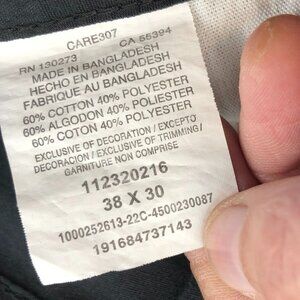 CARE307
RN 130273 CA 55394
MADE IN BANGLADESH
HECHO EN BANGLADESH
FABRIQUE AU BANGLADESH
60% COTTON 40% POLYESTER
60% ALGODON 40% POLIESTER
60% COTON 40% POLYESTER
EXCLUSIVE OF DECORATION / EXCEPTO
DECORACION / EXCLUSIVE OF TRIMMING/
GARNITURE NON COMPRISE
112320216
38 X 30
1000252613-22C-4500230087
191684737143